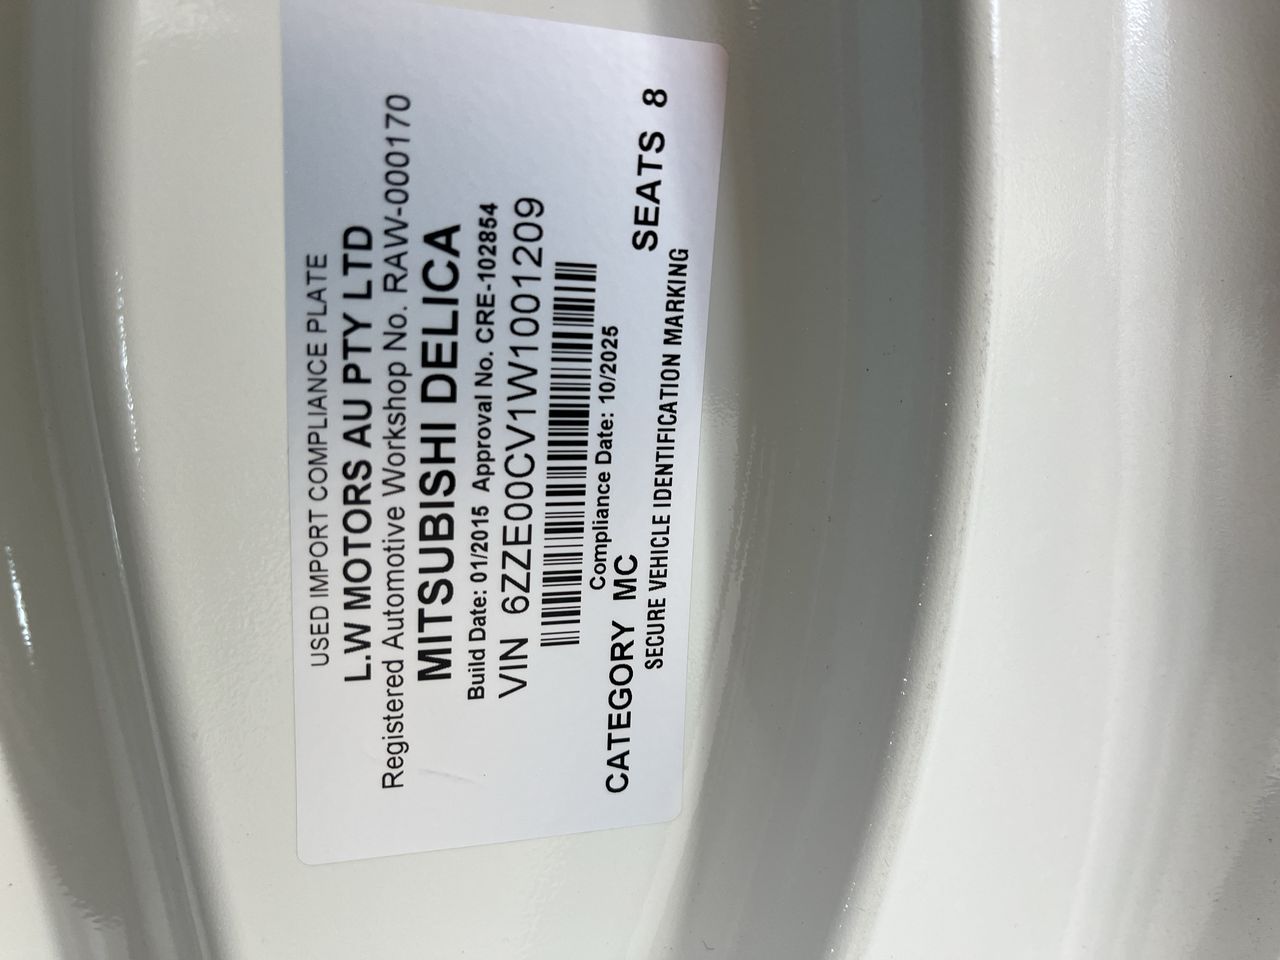 USED IMPORT COMPLIANCE PLATE
L.W MOTORS AU PTY LTD
Registered Automotive Workshop No. RAW-000170
MITSUBISHI DELICA
Build Date: 01/2015 Approval No. CRE-102854
VIN 6ZZE00CV1W1001209
Compliance Date: 10/2025
CATEGORY MC SEATS 8
SECURE VEHICLE IDENTIFICATION MARKING